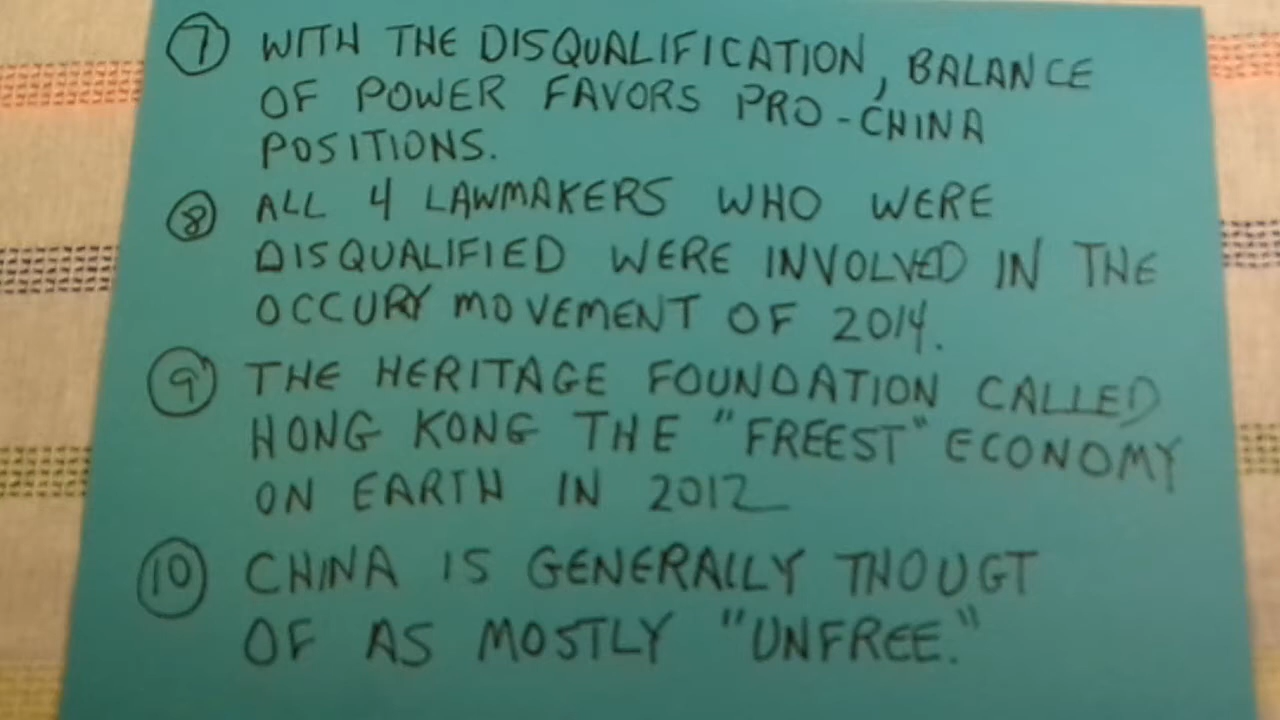 ⑦ WITH THE DISQUALIFICATION, BALANCE
OF POWER FAVORS PRO-CHINA
POSITIONS.
⑧ ALL 4 LAWMAKERS WHO WERE
DISQUALIFIED WERE INVOLVED IN THE
OCCURY MOVEMENT OF 2014.
⑨ THE HERITAGE FOUNDATION CALLED
HONG KONG THE "FREEST" ECONOMY
ON EARTH IN 2012
⑩ CHINA IS GENERALLY THOUGT
OF AS MOSTLY "UNFREE."